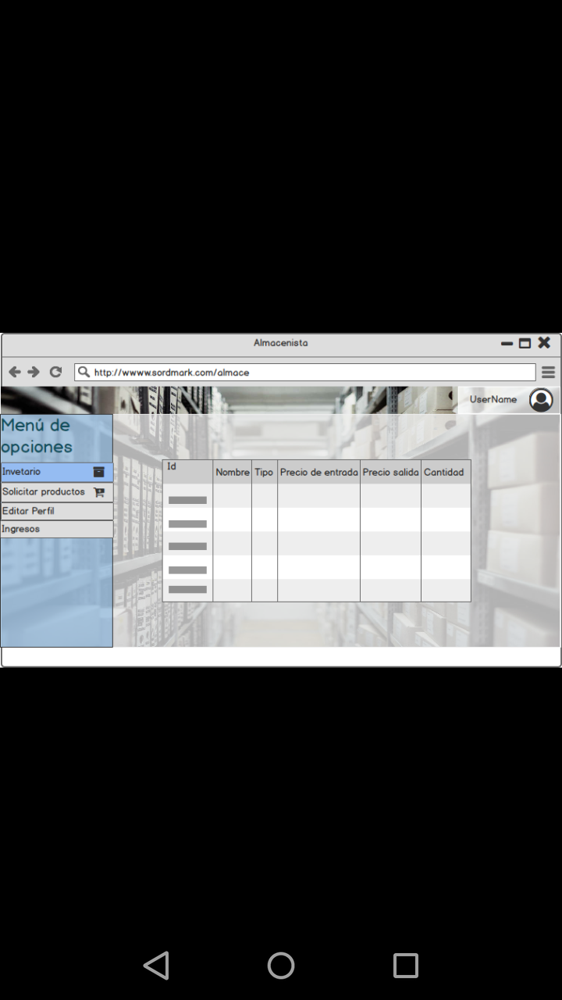 Almacenista
http://wwww.sordmark.com/almace
UserName
Menú de
opciones
Invetario
Solicitar productos
Editar Perfil
Ingresos
Id Nombre Tipo Precio de entrada Precio salida Cantidad